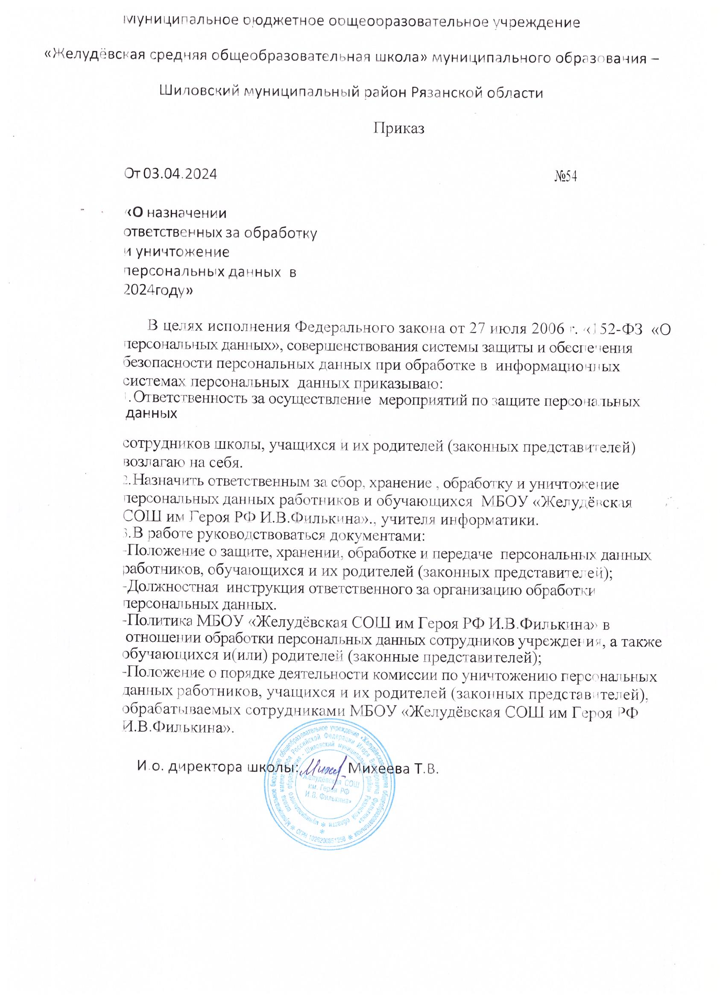 Муниципальное бюджетное общеобразовательное учреждение
«Желудёвская средняя общеобразовательная школа» муниципального образования –
Шиловский муниципальный район Рязанской области
Приказ
От 03.04.2024 №54
«О назначении
ответственных за обработку
и уничтожение
персональных данных в
2024году»
В целях исполнения Федерального закона от 27 июля 2006 г. «152-ФЗ «О
персональных данных», совершенствования системы защиты и обеспечения
безопасности персональных данных при обработке в информационных
системах персональных данных приказываю:
1.Ответственность за осуществление мероприятий по защите персональных
данных
сотрудников школы, учащихся и их родителей (законных представителей)
возлагаю на себя.
2.Назначить ответственным за сбор, хранение , обработку и уничтожение
персональных данных работников и обучающихся МБОУ «Желудёвская
СОШ им Героя РФ И.В.Филькина»., учителя информатики.
3.В работе руководствоваться документами:
-Положение о защите, хранении, обработке и передаче персональных данных
работников, обучающихся и их родителей (законных представителей);
-Должностная инструкция ответственного за организацию обработки
персональных данных.
-Политика МБОУ «Желудёвская СОШ им Героя РФ И.В.Филькина» в
отношении обработки персональных данных сотрудников учреждения, а также
обучающихся и(или) родителей (законные представителей);
-Положение о порядке деятельности комиссии по уничтожению персональных
данных работников, учащихся и их родителей (законных представителей),
обрабатываемых сотрудниками МБОУ «Желудёвская СОШ им Героя РФ
И.В.Филькина».
И.о. директора школы: Михеева Т.В.
Муниципальное бюджетное общеобразовательное учреждение «Желудёвская средняя общеобразовательная
школа имени Героя Российской Федерации Игоря Викторовича Филькина»
муниципального образования - Шиловский муниципальный район Рязанской области
ОГРН 1026200851258
«Желудёвская СОШ
им. Героя РФ
И.В. Филькина»